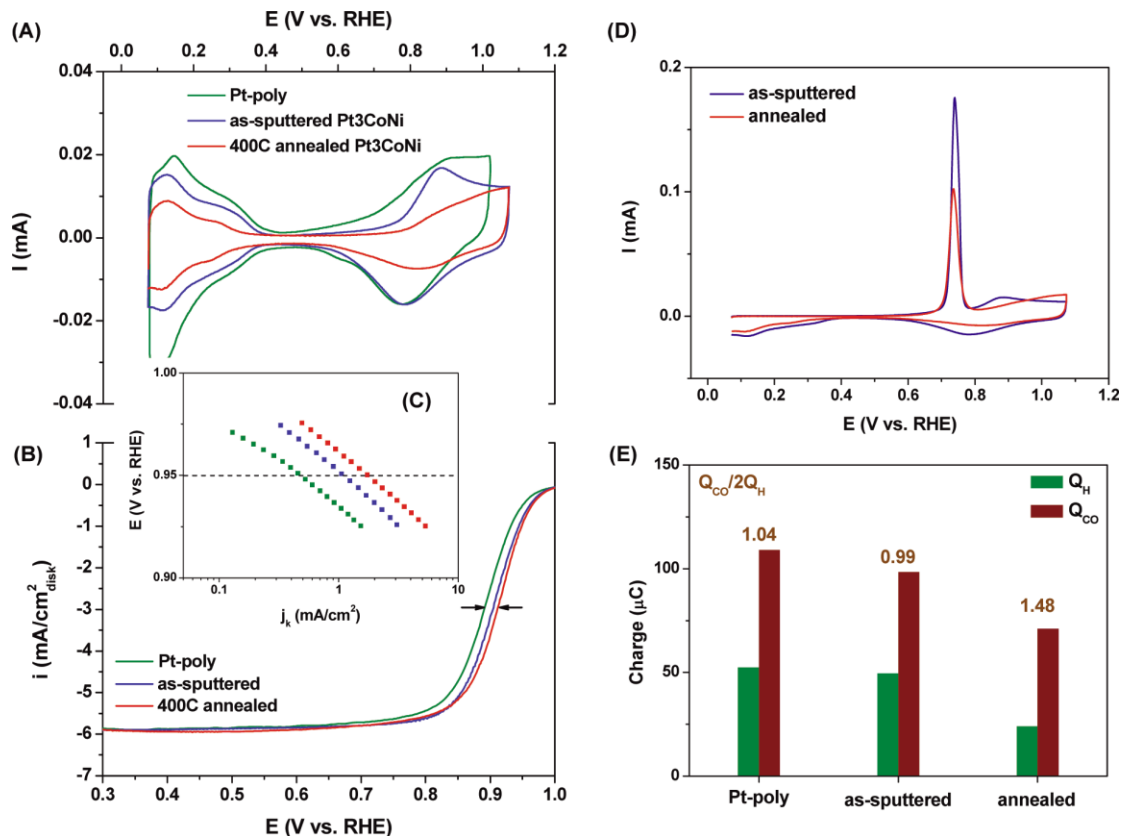 (A)
E (V vs. RHE)
0.0 0.2 0.4 0.6 0.8 1.0 1.2
0.04
0.02
0.00
-0.02
-0.04
I (mA)
Pt-poly
as-sputtered Pt3CoNi
400C annealed Pt3CoNi
(C)
1.00
0.95
0.90
E (V vs. RHE)
0.1 1 10
j_k (mA/cm²)
(B)
1
0
-1
-2
-3
-4
-5
-6
-7
i (mA/cm²_disk)
Pt-poly
as-sputtered
400C annealed
0.3 0.4 0.5 0.6 0.7 0.8 0.9 1.0
E (V vs. RHE)
(D)
0.2
0.1
0.0
I (mA)
as-sputtered
annealed
0.0 0.2 0.4 0.6 0.8 1.0 1.2
E (V vs. RHE)
(E)
150
100
50
0
Charge (μC)
Q_CO/2Q_H
Q_H
Q_CO
1.04
0.99
1.48
Pt-poly as-sputtered annealed